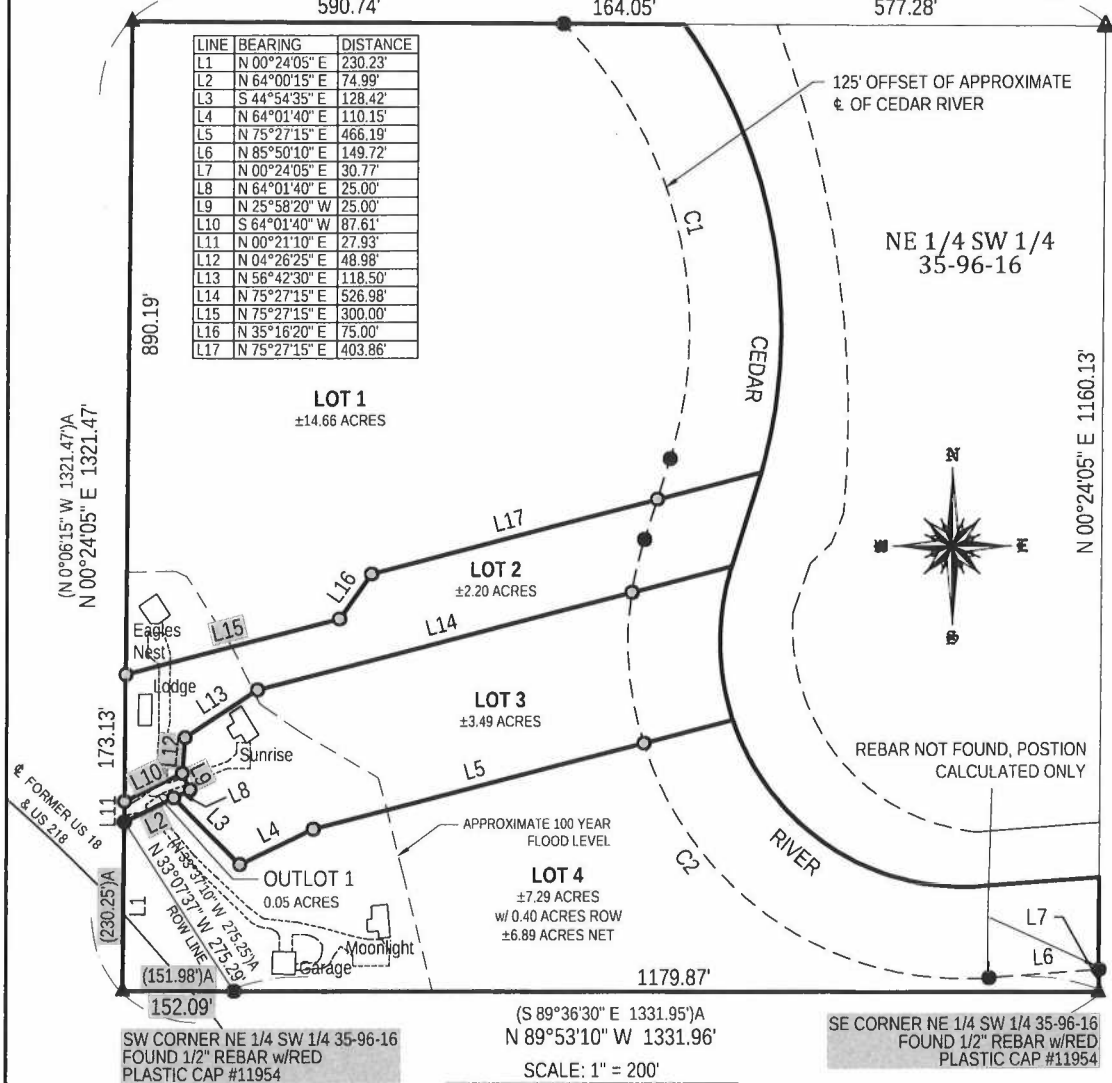 590.74'
164.05'
577.28'
LINE BEARING DISTANCE
L1 N 00°24'05" E 230.23'
L2 N 64°00'15" E 74.99'
L3 S 44°54'35" E 128.42'
L4 N 64°01'40" E 110.15'
L5 N 75°27'15" E 466.19'
L6 N 85°50'10" E 149.72'
L7 N 00°24'05" E 30.77'
L8 N 64°01'40" E 25.00'
L9 N 25°58'20" W 25.00'
L10 S 64°01'40" W 87.61'
L11 N 00°21'10" E 27.93'
L12 N 04°26'25" E 48.98'
L13 N 56°42'30" E 118.50'
L14 N 75°27'15" E 526.98'
L15 N 75°27'15" E 300.00'
L16 N 35°16'20" E 75.00'
L17 N 75°27'15" E 403.86'
125' OFFSET OF APPROXIMATE
℄ OF CEDAR RIVER
C1
NE 1/4 SW 1/4
35-96-16
890.19'
CEDAR
LOT 1
±14.66 ACRES
(N 0°06'15" W 1321.47')A
N 00°24'05" E 1321.47'
N 00°24'05" E 1160.13'
N
E
S
L17
LOT 2
±2.20 ACRES
L16
L15
L14
Eagles
Nest
Lodge
L13
LOT 3
±3.49 ACRES
173.13'
L12
Sunrise
L10
L9
L8
L5
REBAR NOT FOUND, POSTION
CALCULATED ONLY
℄ FORMER US 18
& US 218
L11
L2
L3
L4
APPROXIMATE 100 YEAR
FLOOD LEVEL
C2
RIVER
(N 33°37'10" W 275.25')A
N 33°07'37" W 275.29'
ROW LINE
OUTLOT 1
0.05 ACRES
LOT 4
±7.29 ACRES
w/ 0.40 ACRES ROW
±6.89 ACRES NET
(230.25')A
L1
Moonlight
Garage
L7
L6
(151.98')A
152.09'
1179.87'
SW CORNER NE 1/4 SW 1/4 35-96-16
FOUND 1/2" REBAR w/RED
PLASTIC CAP #11954
(S 89°36'30" E 1331.95')A
N 89°53'10" W 1331.96'
SCALE: 1" = 200'
SE CORNER NE 1/4 SW 1/4 35-96-16
FOUND 1/2" REBAR w/RED
PLASTIC CAP #11954